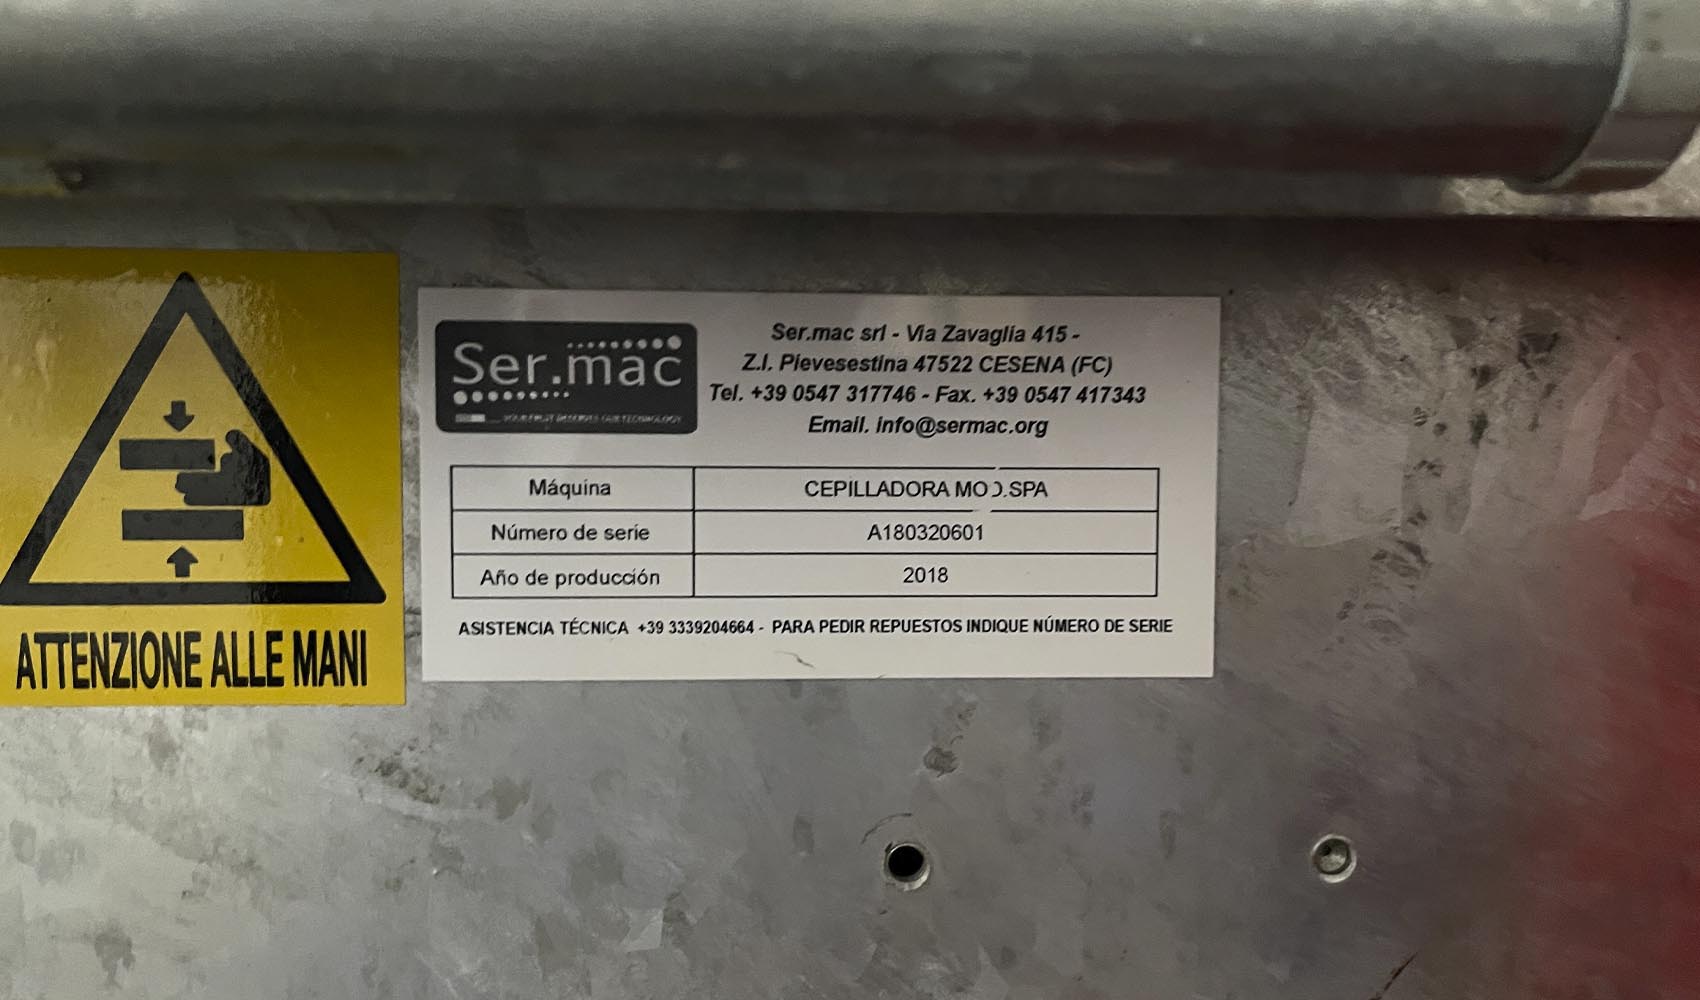 Ser.mac
Ser.mac srl - Via Zavaglia 415 -
Z.I. Pievesestina 47522 CESENA (FC)
Tel. +39 0547 317746 - Fax. +39 0547 417343
Email. info@sermac.org
Máquina CEPILLADORA MOD.SPA
Número de serie A180320601
Año de producción 2018
ASISTENCIA TÉCNICA +39 3339204664 - PARA PEDIR REPUESTOS INDIQUE NÚMERO DE SERIE
ATTENZIONE ALLE MANI